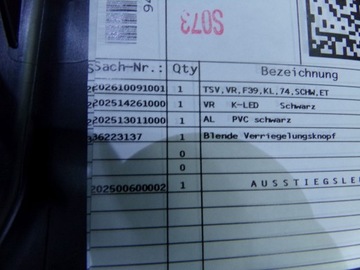 S073
Sach-Nr.: Qty Bezeichnung
202610091001 1 TSV,VR,F39,KL,74,SCHW,ET
202514261000 1 VR K-LED Schwarz
202513011000 1 AL PVC schwarz
36223137 1 Blende Verriegelungsknopf
0
0
202500600002 1 AUSSTIEGSLE